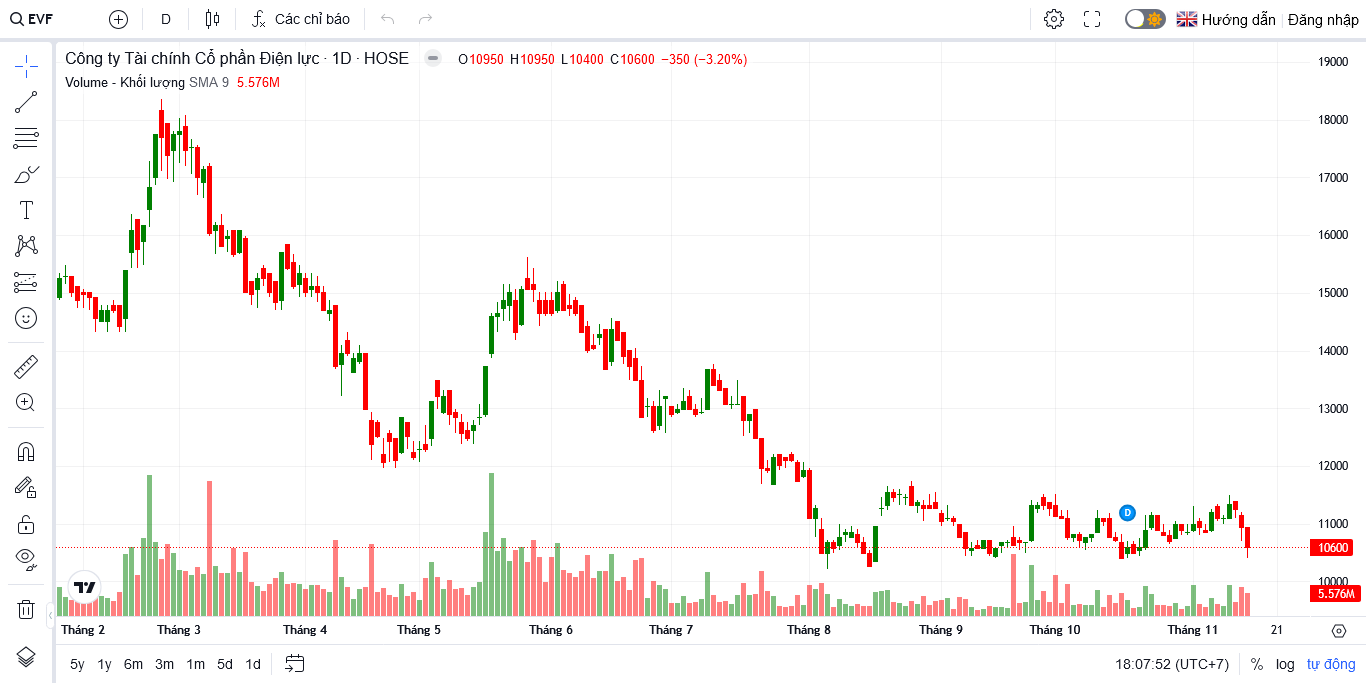 EVF D Các chỉ báo Hướng dẫn Đăng nhập
Công ty Tài chính Cổ phần Điện lực · 1D · HOSE O10950 H10950 L10400 C10600 −350 (−3.20%)
Volume - Khối lượng SMA 9 5.576M
19000
18000
17000
16000
15000
14000
13000
12000
D
11000
10600
10000
5.576M
Tháng 2 Tháng 3 Tháng 4 Tháng 5 Tháng 6 Tháng 7 Tháng 8 Tháng 9 Tháng 10 Tháng 11 21
5y 1y 6m 3m 1m 5d 1d 18:07:52 (UTC+7) % log tự động